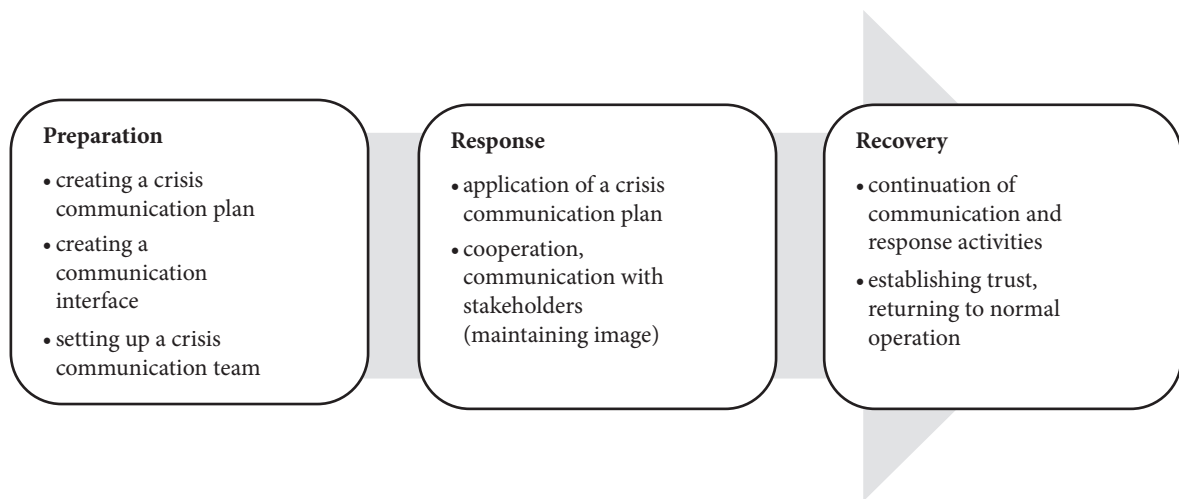 Preparation
• creating a crisis
communication plan
• creating a
communication
interface
• setting up a crisis
communication team
Response
• application of a crisis
communication plan
• cooperation,
communication with
stakeholders
(maintaining image)
Recovery
• continuation of
communication and
response activities
• establishing trust,
returning to normal
operation